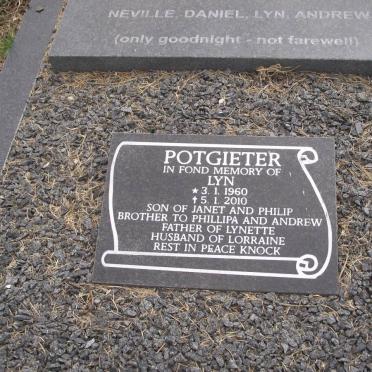 NEVILLE, DANIEL, LYN, ANDREW
(only goodnight - not farewell)
POTGIETER
IN FOND MEMORY OF
LYN
★ 3. 1. 1960
✝ 5. 1. 2010
SON OF JANET AND PHILIP
BROTHER TO PHILLIPA AND ANDREW
FATHER OF LYNETTE
HUSBAND OF LORRAINE
REST IN PEACE KNOCK